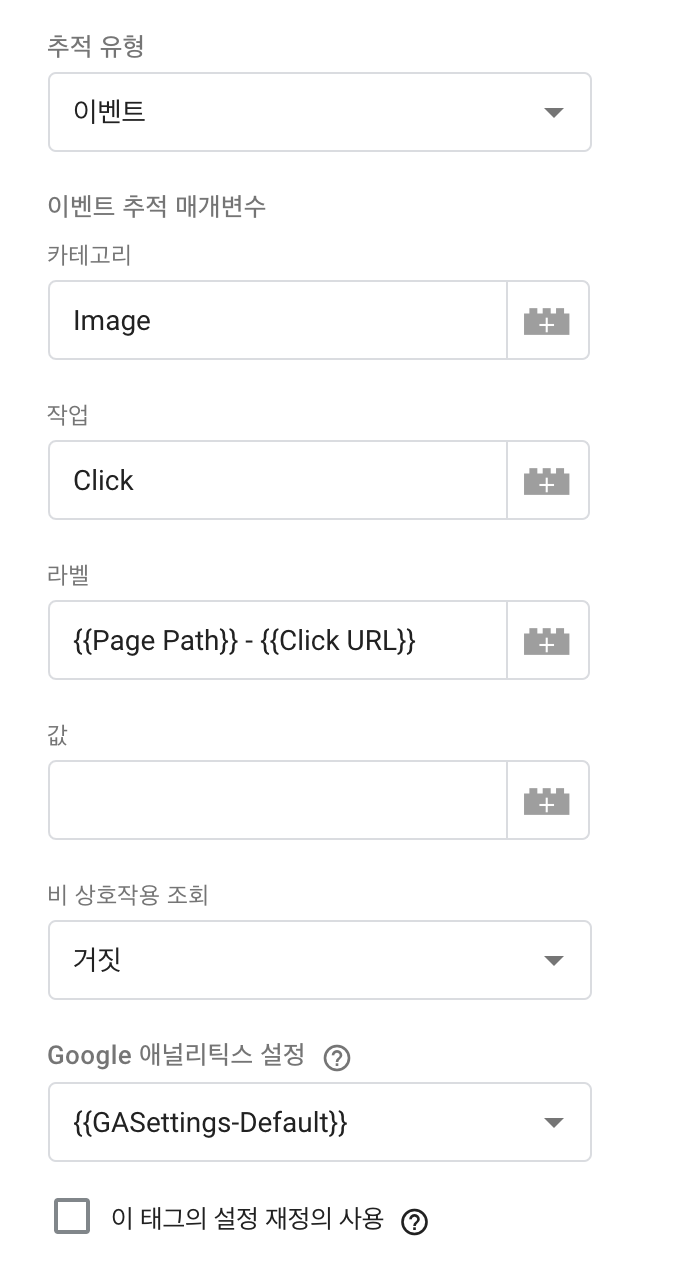 추적 유형
이벤트
이벤트 추적 매개변수
카테고리
Image
작업
Click
라벨
{{Page Path}} - {{Click URL}}
값
비 상호작용 조회
거짓
Google 애널리틱스 설정
{{GASettings-Default}}
이 태그의 설정 재정의 사용